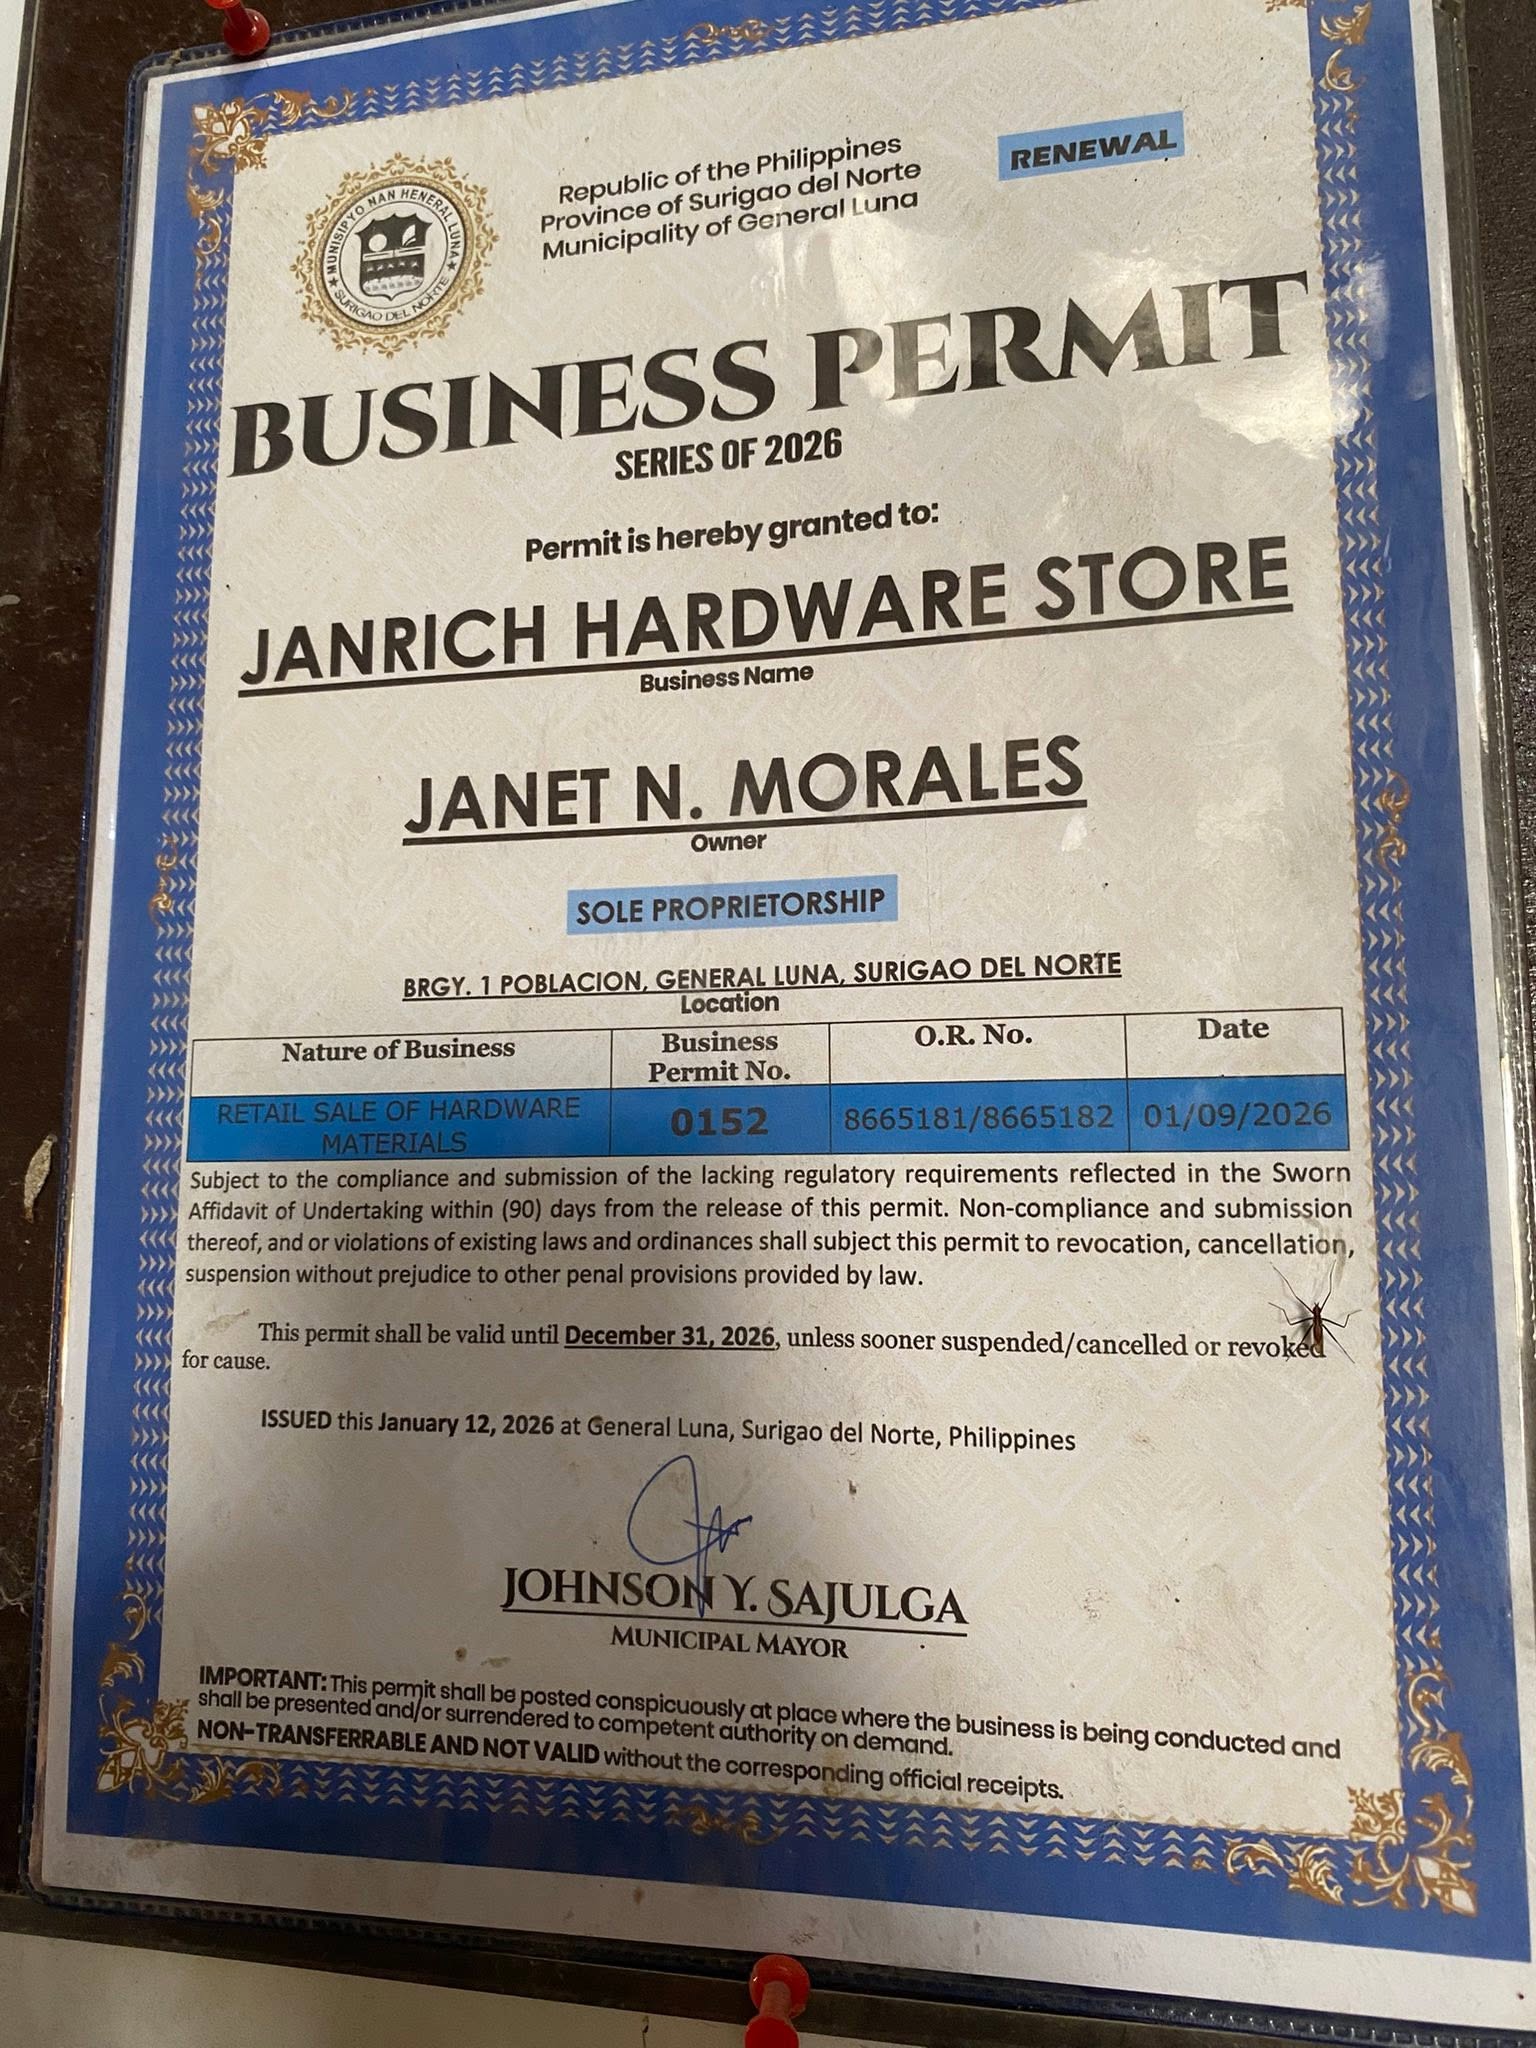 MUNISIPYO NAN HENERAL LUNA
SURIGAO DEL NORTE
Republic of the Philippines
Province of Surigao del Norte
Municipality of General Luna
RENEWAL
BUSINESS PERMIT
SERIES OF 2026
Permit is hereby granted to:
JANRICH HARDWARE STORE
Business Name
JANET N. MORALES
Owner
SOLE PROPRIETORSHIP
BRGY. 1 POBLACION, GENERAL LUNA, SURIGAO DEL NORTE
Location
Nature of Business
Business
Permit No.
O.R. No.
Date
RETAIL SALE OF HARDWARE
MATERIALS
0152
8665181/8665182
01/09/2026
Subject to the compliance and submission of the lacking regulatory requirements reflected in the Sworn
Affidavit of Undertaking within (90) days from the release of this permit. Non-compliance and submission
thereof, and or violations of existing laws and ordinances shall subject this permit to revocation, cancellation,
suspension without prejudice to other penal provisions provided by law.
This permit shall be valid until December 31, 2026, unless sooner suspended/cancelled or revoked
for cause.
ISSUED this January 12, 2026 at General Luna, Surigao del Norte, Philippines
JOHNSON Y. SAJULGA
MUNICIPAL MAYOR
IMPORTANT: This permit shall be posted conspicuously at place where the business is being conducted and
shall be presented and/or surrendered to competent authority on demand.
NON-TRANSFERRABLE AND NOT VALID without the corresponding official receipts.